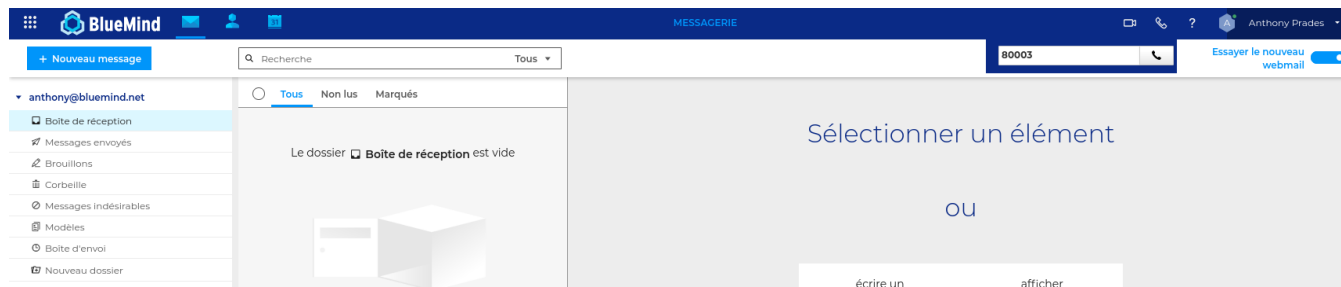 BlueMind
31
MESSAGERIE
?
A
Anthony Prades
+ Nouveau message
Recherche
Tous
80003
Essayer le nouveau
webmail
anthony@bluemind.net
Boîte de réception
Messages envoyés
Brouillons
Corbeille
Messages indésirables
Modèles
Boîte d'envoi
Nouveau dossier
Tous Non lus Marqués
Le dossier Boîte de réception est vide
Sélectionner un élément
ou
écrire un afficher